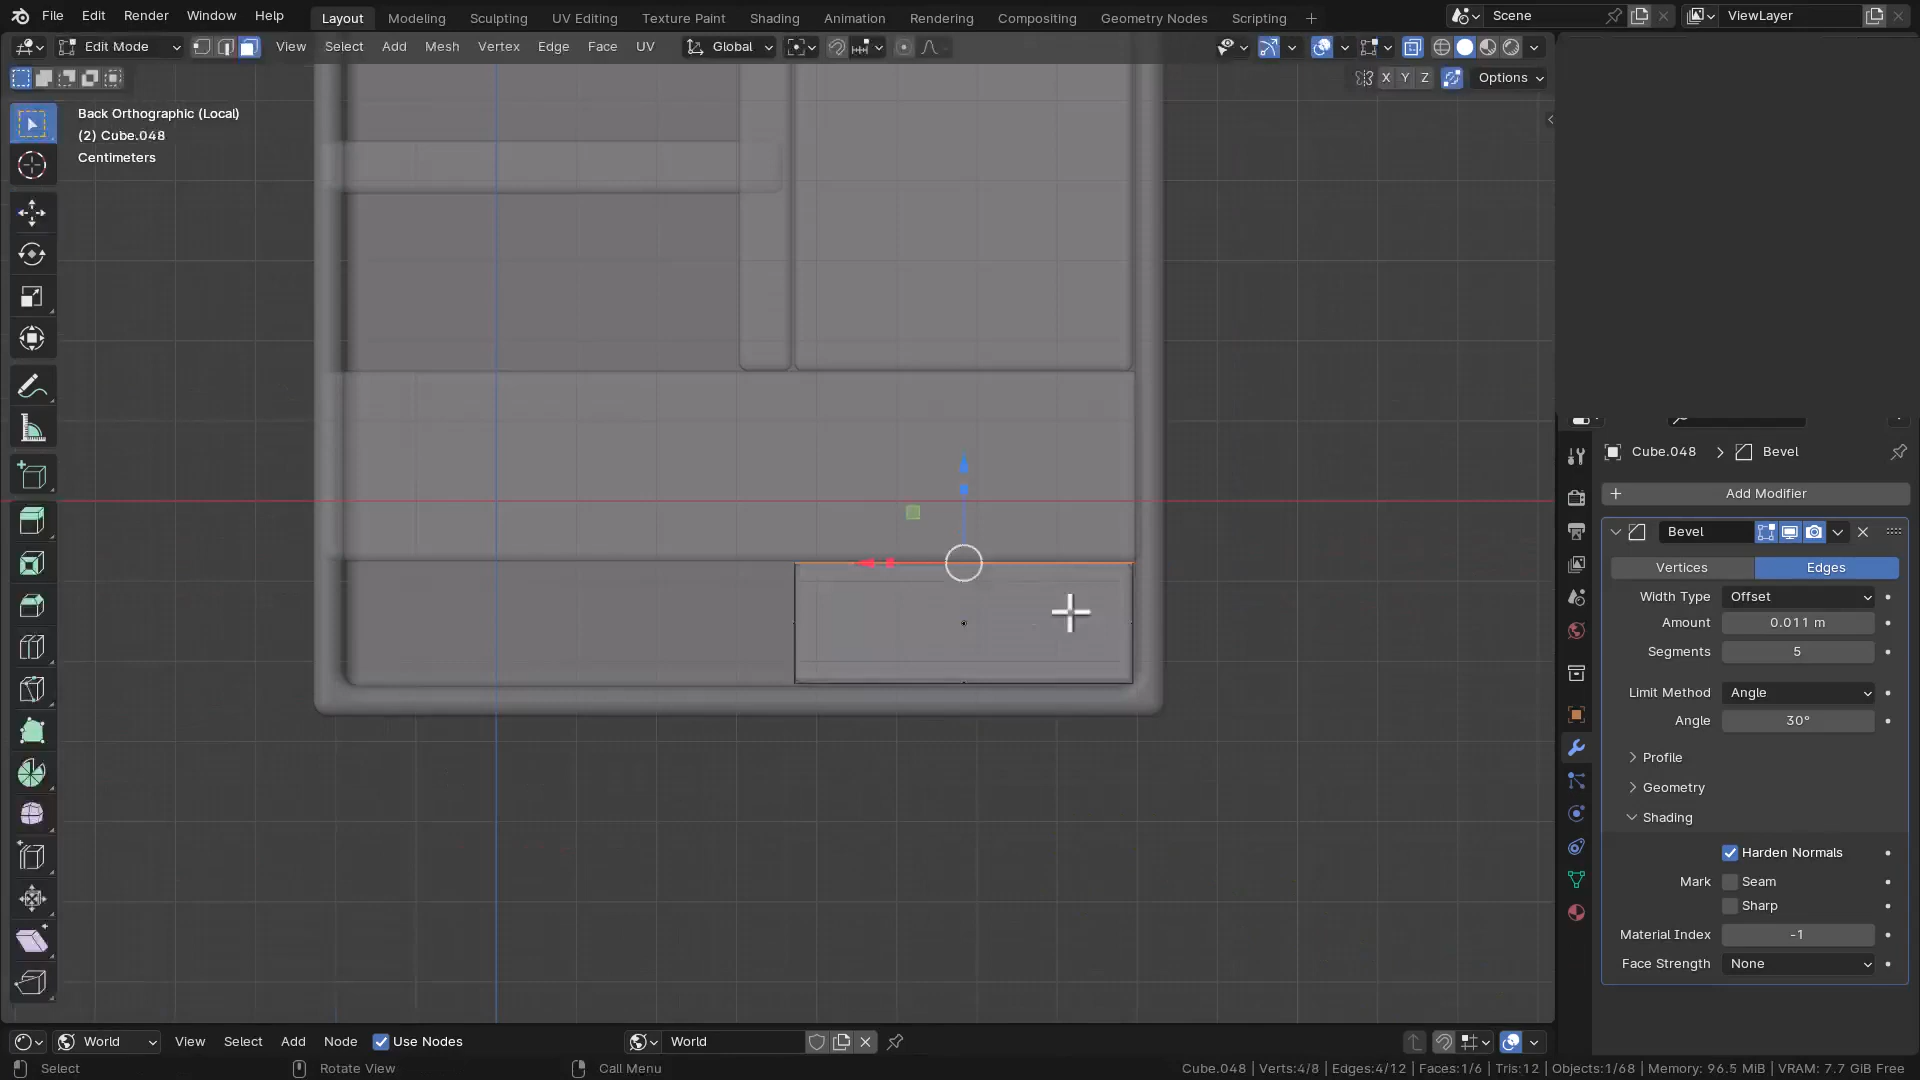 File Edit Render Window Help Layout Modeling Sculpting UV Editing Texture Paint Shading Animation Rendering Compositing Geometry Nodes Scripting + Scene ViewLayer
Edit Mode View Select Add Mesh Vertex Edge Face UV Global
X Y Z Options
Back Orthographic (Local)
(2) Cube.048
Centimeters
Cube.048 > Bevel
+ Add Modifier
Bevel
Vertices Edges
Width Type Offset
Amount 0.011 m
Segments 5
Limit Method Angle
Angle 30°
Profile
Geometry
Shading
Harden Normals
Mark Seam
Sharp
Material Index -1
Face Strength None
World View Select Add Node Use Nodes World
Select Rotate View Call Menu Cube.048 | Verts:4/8 | Edges:4/12 | Faces:1/6 | Tris:12 | Objects:1/68 | Memory: 96.5 MiB | VRAM: 7.7 GiB Free